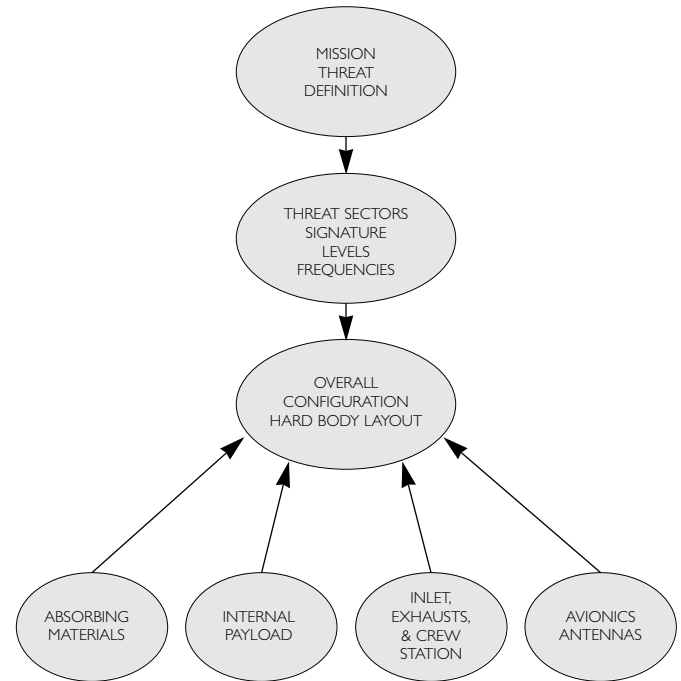 MISSION
THREAT
DEFINITION
THREAT SECTORS
SIGNATURE
LEVELS
FREQUENCIES
OVERALL
CONFIGURATION
HARD BODY LAYOUT
ABSORBING
MATERIALS
INTERNAL
PAYLOAD
INLET,
EXHAUSTS,
& CREW
STATION
AVIONICS
ANTENNAS